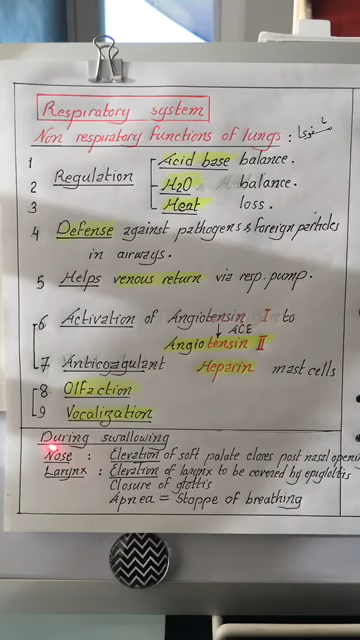 Respiratory system
Non respiratory functions of lungs : شفوي
1 Regulation Acid base balance.
2 H₂O balance.
3 Heat loss.
4 Defense against pathogens & foreign particles
in airways.
5 Helps venous return via resp. pump.
6 Activation of Angiotensin I to
↓ ACE
Angiotensin II
7 Anticoagulant Heparin mast cells
8 Olfaction
9 Vocalization
During swallowing
Nose : Elevation of soft palate closes post nasal openin
Larynx : Elevation of larynx to be covered by epiglottis
Closure of glottis
Apnea = Stoppe of breathing